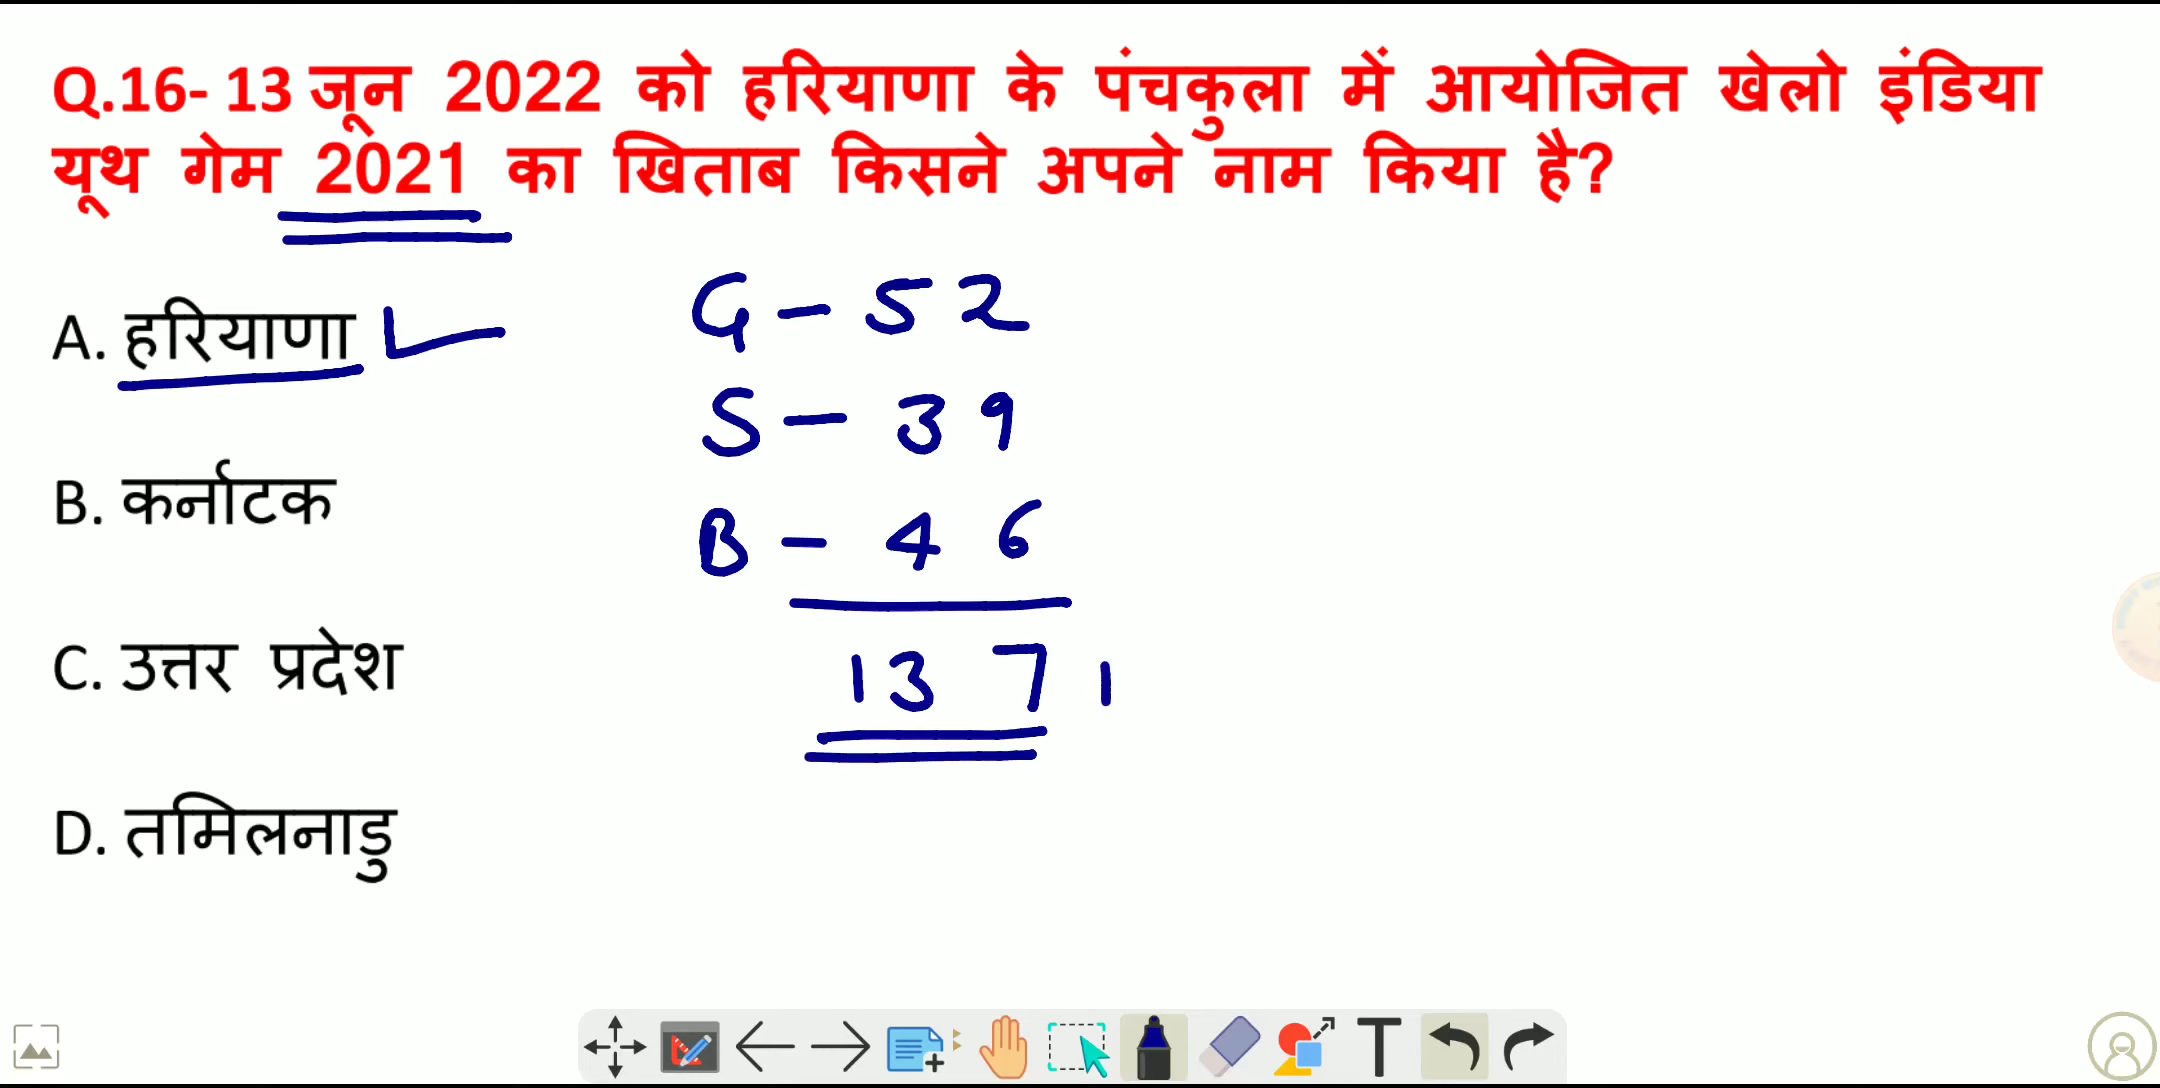 Q.16- 13 जून 2022 को हरियाणा के पंचकुला में आयोजित खेलो इंडिया
यूथ गेम 2021 का खिताब किसने अपने नाम किया है?
A. हरियाणा
G - 52
S - 39
B. कर्नाटक
B - 46
C. उत्तर प्रदेश
137 1
D. तमिलनाडु